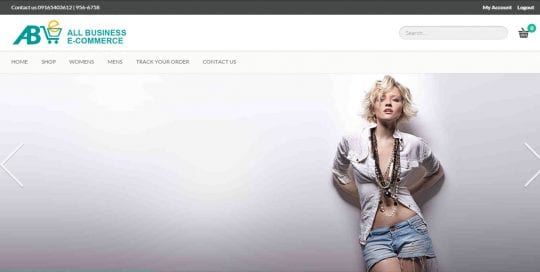 Contact us 09165403612 | 956-6758
My Account Logout
ABe ALL BUSINESS
E-COMMERCE
Search...
0
HOME SHOP WOMENS MENS TRACK YOUR ORDER CONTACT US